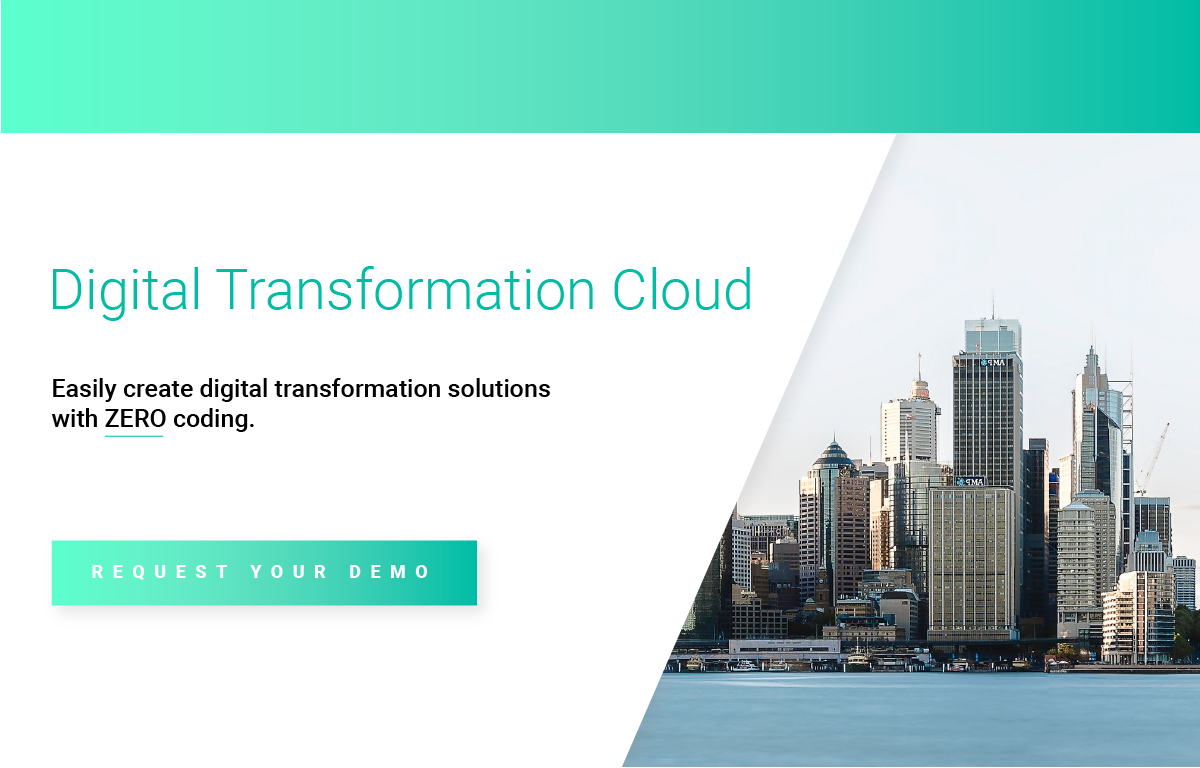 Digital Transformation Cloud
Easily create digital transformation solutions
with ZERO coding.
REQUEST YOUR DEMO